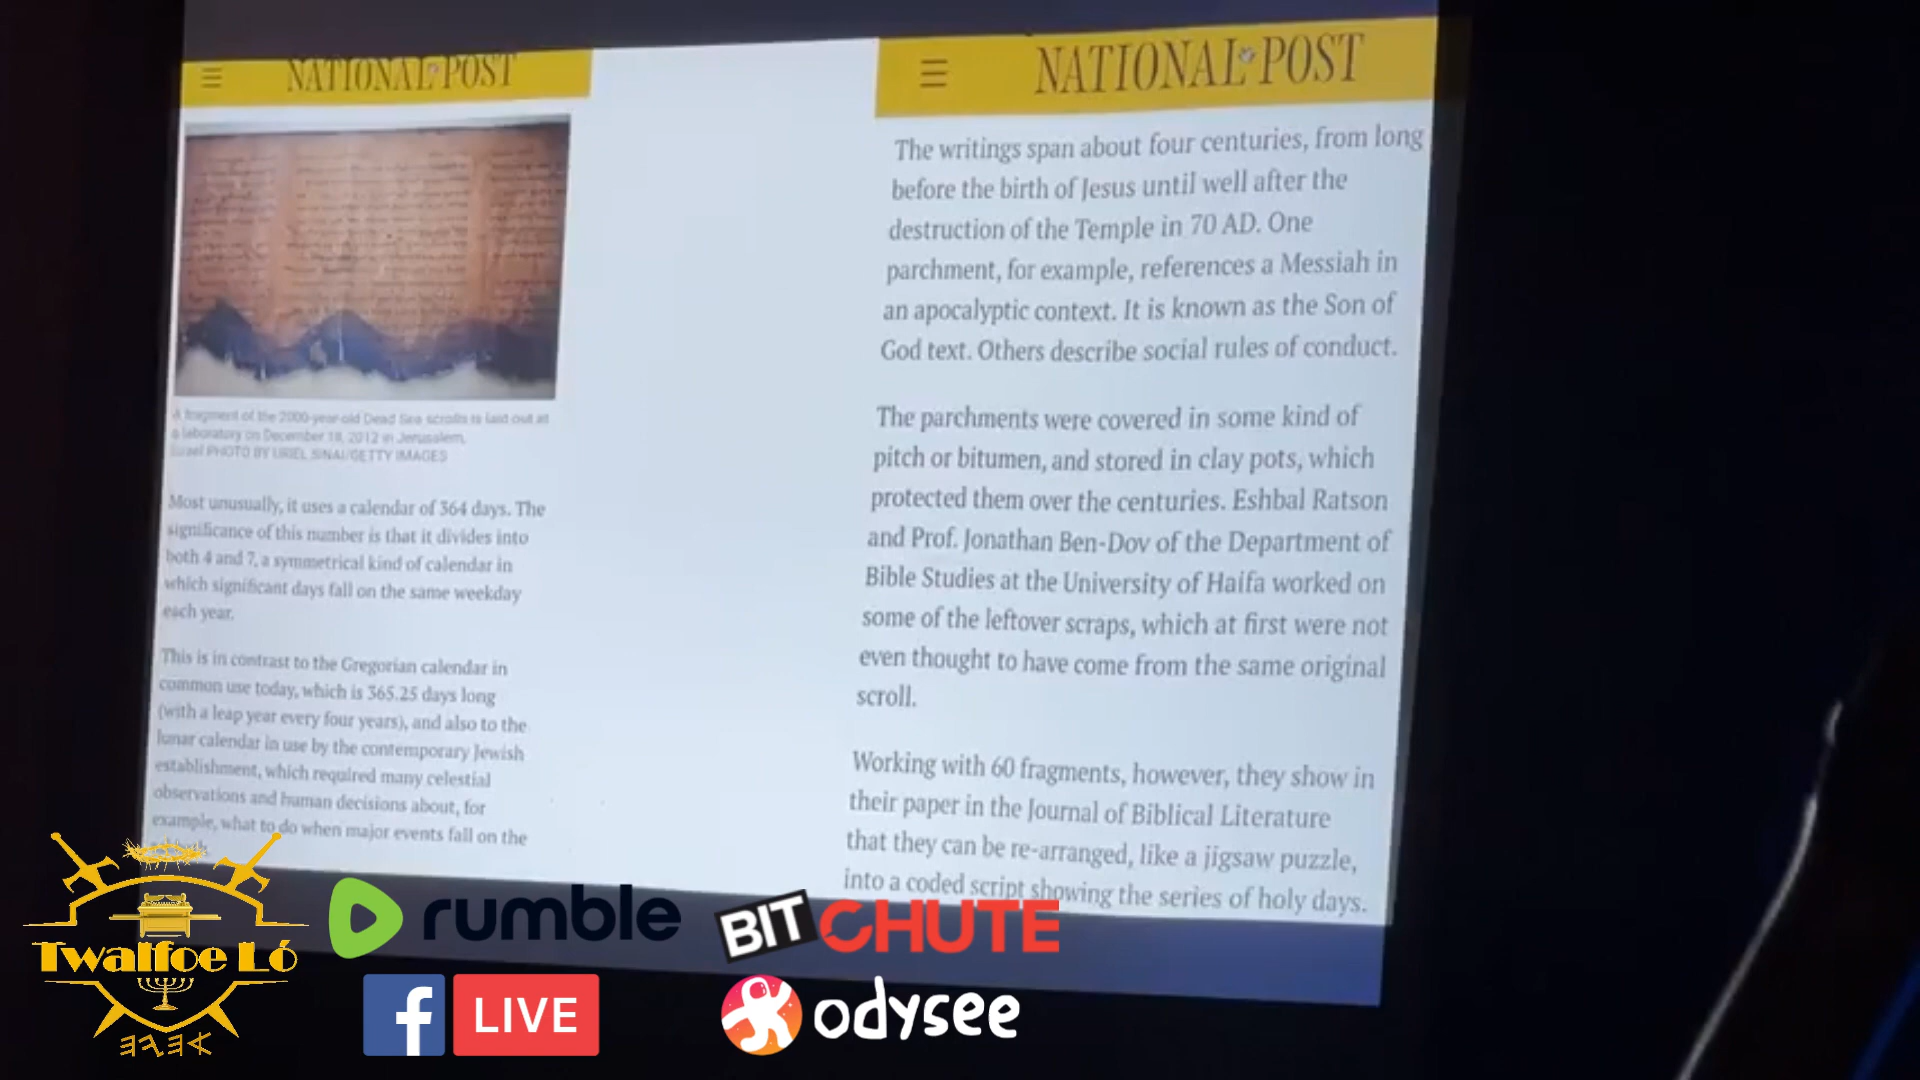 NATIONAL POST
A fragment of the 2000-year-old Dead Sea scrolls is laid out at
a laboratory on December 18, 2012 in Jerusalem,
Israel PHOTO BY URIEL SINAI/GETTY IMAGES
Most unusually, it uses a calendar of 364 days. The
significance of this number is that it divides into
both 4 and 7, a symmetrical kind of calendar in
which significant days fall on the same weekday
each year.
This is in contrast to the Gregorian calendar in
common use today, which is 365.25 days long
(with a leap year every four years), and also to the
lunar calendar in use by the contemporary Jewish
establishment, which required many celestial
observations and human decisions about, for
example, what to do when major events fall on the
NATIONAL POST
The writings span about four centuries, from long
before the birth of Jesus until well after the
destruction of the Temple in 70 AD. One
parchment, for example, references a Messiah in
an apocalyptic context. It is known as the Son of
God text. Others describe social rules of conduct.
The parchments were covered in some kind of
pitch or bitumen, and stored in clay pots, which
protected them over the centuries. Eshbal Ratson
and Prof. Jonathan Ben-Dov of the Department of
Bible Studies at the University of Haifa worked on
some of the leftover scraps, which at first were not
even thought to have come from the same original
scroll.
Working with 60 fragments, however, they show in
their paper in the Journal of Biblical Literature
that they can be re-arranged, like a jigsaw puzzle,
into a coded script showing the series of holy days.
Twalfoe Ló
rumble
BITCHUTE
f LIVE
odysee